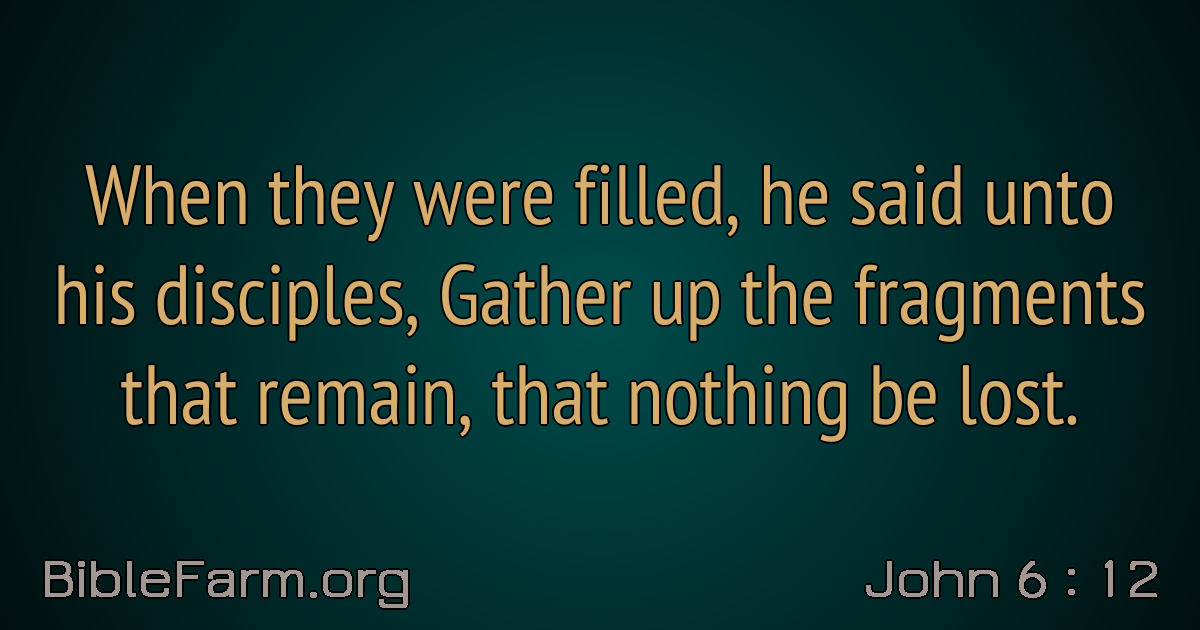 When they were filled, he said unto
his disciples, Gather up the fragments
that remain, that nothing be lost.
BibleFarm.org
John 6 : 12